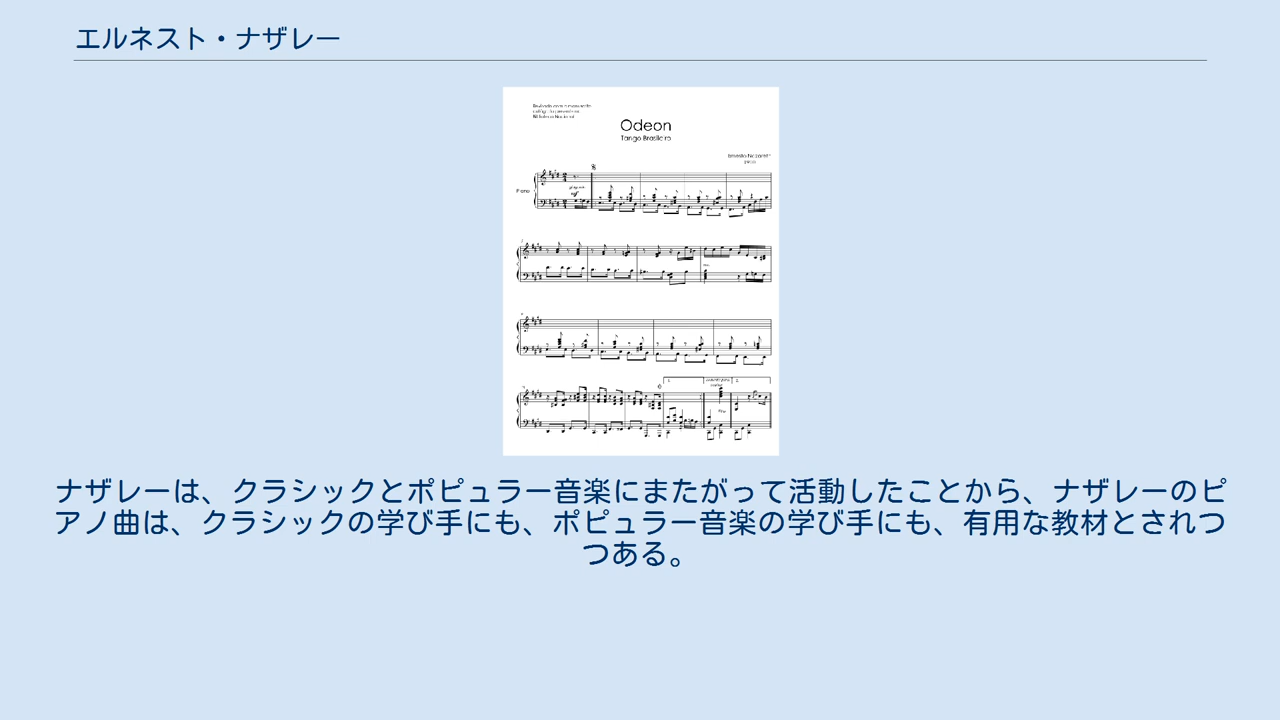 エルネスト・ナザレー
Odeon
Tango Brasileiro
Piano
ナザレーは、クラシックとポピュラー音楽にまたがって活動したことから、ナザレーのピ
アノ曲は、クラシックの学び手にも、ポピュラー音楽の学び手にも、有用な教材とされつ
つある。